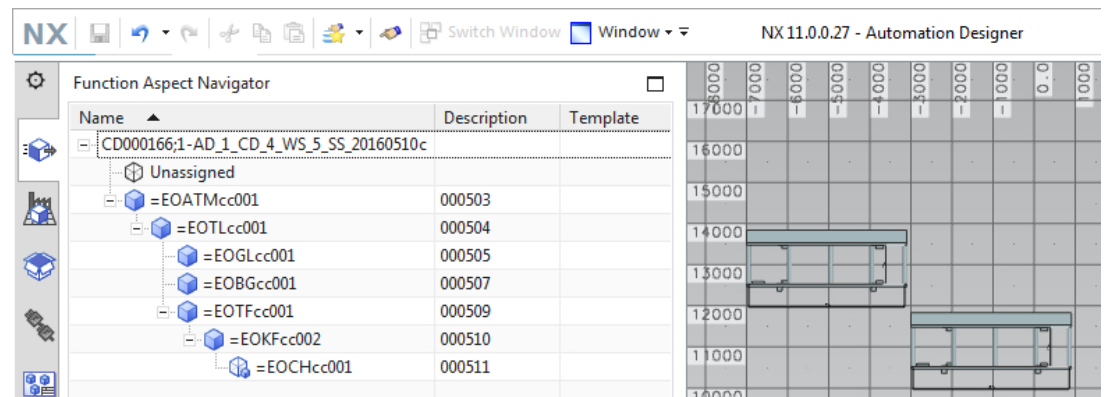 NX Switch Window Window NX 11.0.0.27 - Automation Designer
Function Aspect Navigator
Name Description Template
CD000166;1-AD_1_CD_4_WS_5_SS_20160510c
Unassigned
=EOATMcc001 000503
=EOTLcc001 000504
=EOGLcc001 000505
=EOBGcc001 000507
=EOTFcc001 000509
=EOKFcc002 000510
=EOCHcc001 000511
-8000 -7000 -6000 -5000 -4000 -3000 -2000 -1000 0.0 1000
17000
16000
15000
14000
13000
12000
11000
10000